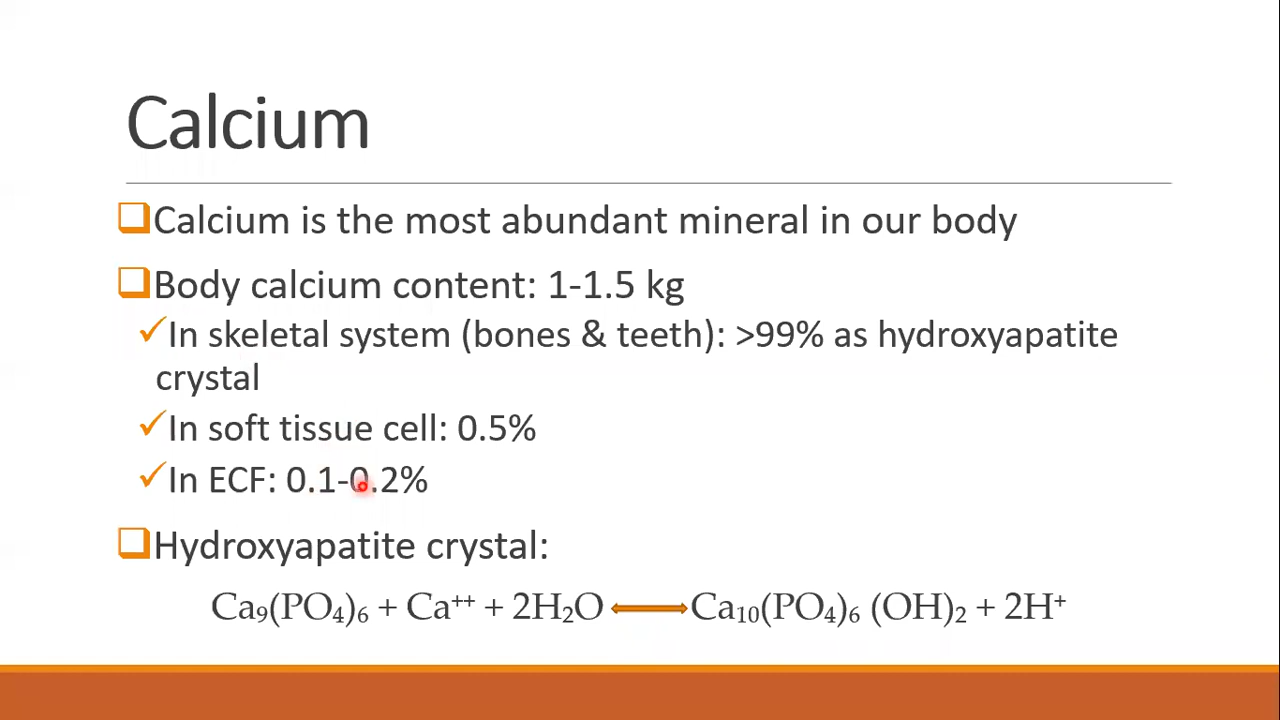 Calcium
Calcium is the most abundant mineral in our body
Body calcium content: 1-1.5 kg
In skeletal system (bones & teeth): >99% as hydroxyapatite
crystal
In soft tissue cell: 0.5%
In ECF: 0.1-0.2%
Hydroxyapatite crystal:
Ca₉(PO₄)₆ + Ca⁺⁺ + 2H₂O ⟷ Ca₁₀(PO₄)₆ (OH)₂ + 2H⁺